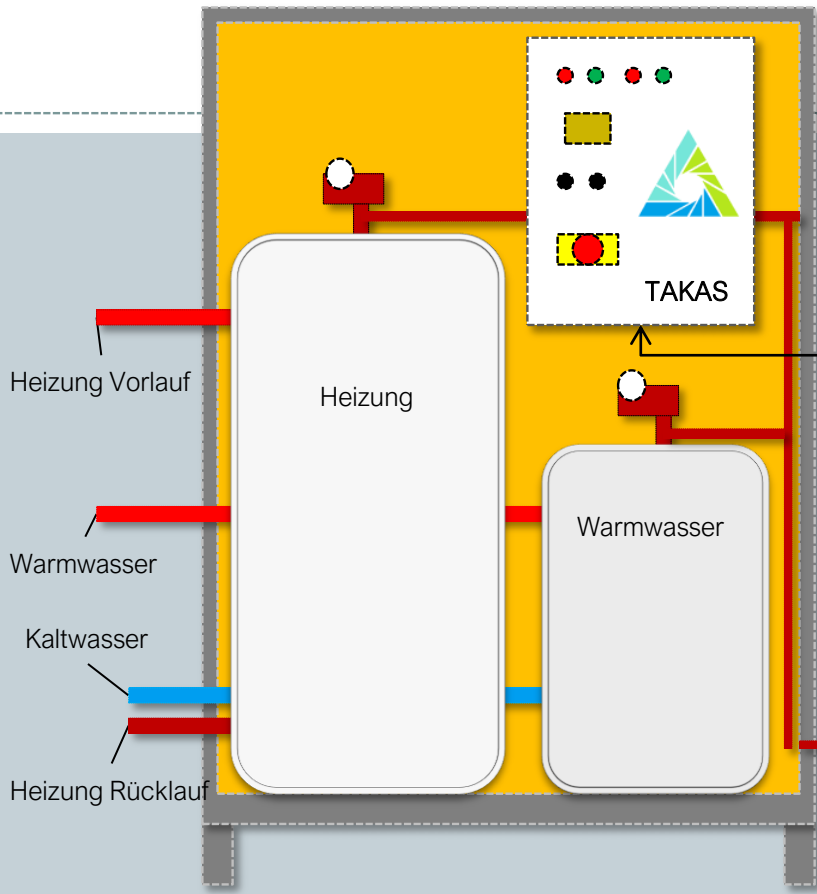 TAKAS
Heizung Vorlauf
Heizung
Warmwasser
Warmwasser
Kaltwasser
Heizung Rücklauf